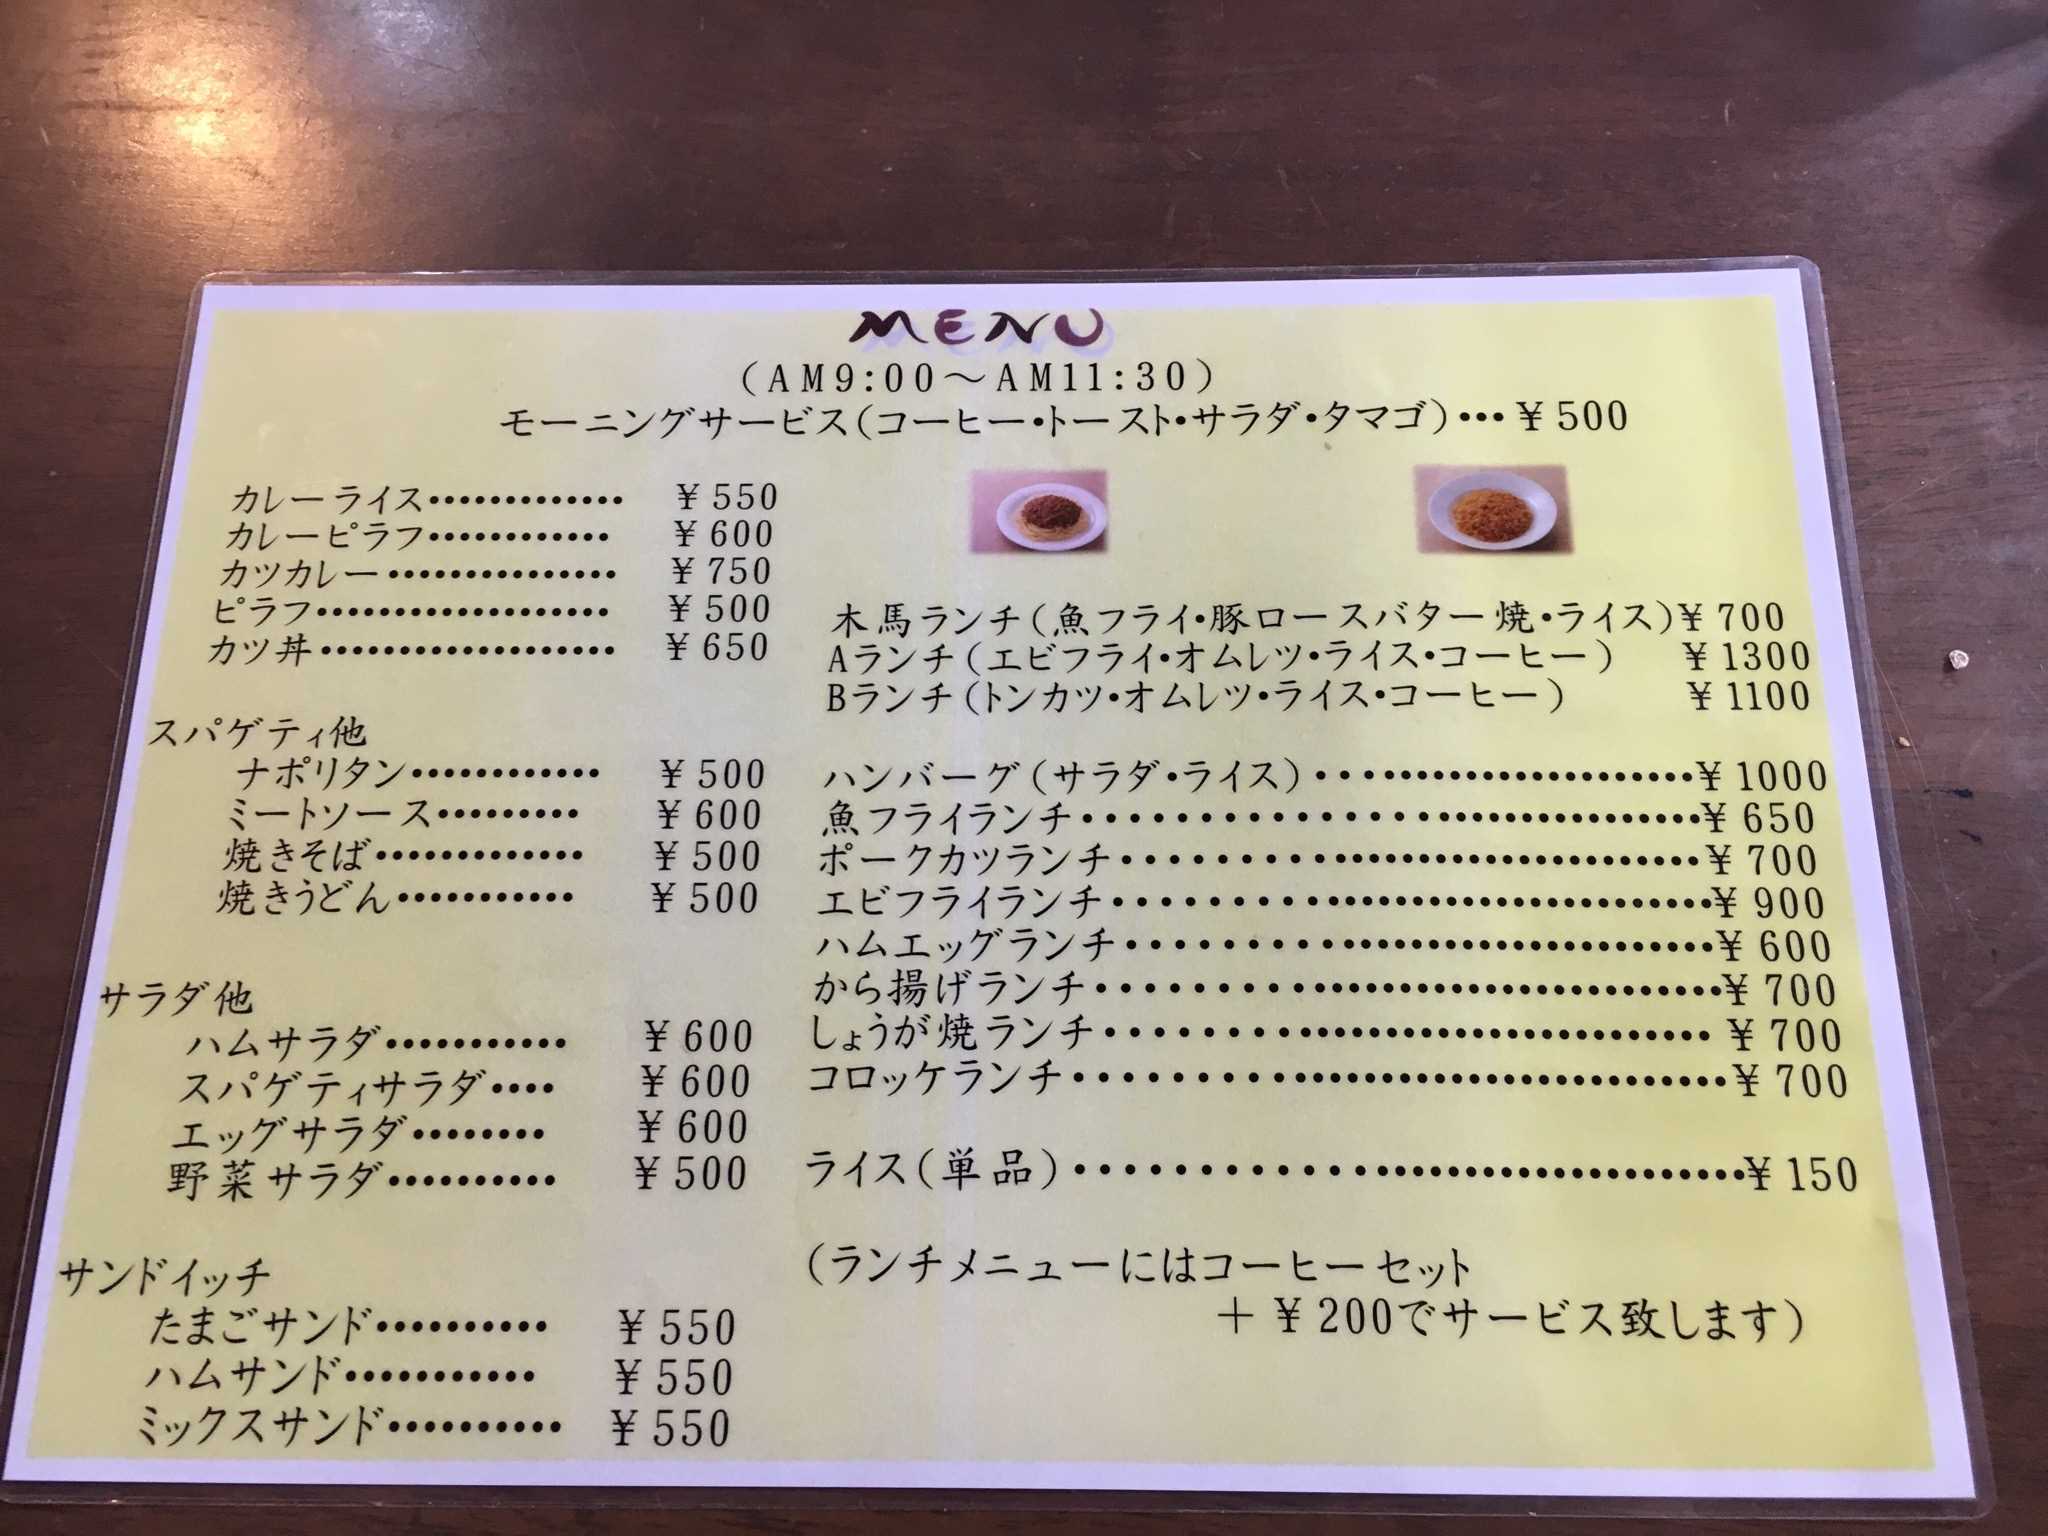 MENU
(AM9:00～AM11:30)
モーニングサービス(コーヒー・トースト・サラダ・タマゴ)・・・￥500
カレーライス・・・・・・・・・・・・・ ￥550
カレーピラフ・・・・・・・・・・・・ ￥600
カツカレー・・・・・・・・・・・・・・・ ￥750
ピラフ・・・・・・・・・・・・・・・・・・・ ￥500
カツ丼・・・・・・・・・・・・・・・・・・・ ￥650
スパゲティ他
ナポリタン・・・・・・・・・・・・ ￥500
ミートソース・・・・・・・・・ ￥600
焼きそば・・・・・・・・・・・・・ ￥500
焼きうどん・・・・・・・・・・・ ￥500
サラダ他
ハムサラダ・・・・・・・・・・・ ￥600
スパゲティサラダ・・・・ ￥600
エッグサラダ・・・・・・・・ ￥600
野菜サラダ・・・・・・・・・・ ￥500
サンドイッチ
たまごサンド・・・・・・・・・・ ￥550
ハムサンド・・・・・・・・・・・ ￥550
ミックスサンド・・・・・・・・・・ ￥550
木馬ランチ(魚フライ・豚ロースバター焼・ライス)￥700
Aランチ(エビフライ・オムレツ・ライス・コーヒー) ￥1300
Bランチ(トンカツ・オムレツ・ライス・コーヒー) ￥1100
ハンバーグ(サラダ・ライス)・・・・・・・・・・・・・・・・・・・・・・￥1000
魚フライランチ・・・・・・・・・・・・・・・・・・・・・・・・・・・・・・￥650
ポークカツランチ・・・・・・・・・・・・・・・・・・・・・・・・・・・・・・￥700
エビフライランチ・・・・・・・・・・・・・・・・・・・・・・・・・・・・・・￥900
ハムエッグランチ・・・・・・・・・・・・・・・・・・・・・・・・・・・・・・￥600
から揚げランチ・・・・・・・・・・・・・・・・・・・・・・・・・・・・・・￥700
しょうが焼ランチ・・・・・・・・・・・・・・・・・・・・・・・・・・・・・・ ￥700
コロッケランチ・・・・・・・・・・・・・・・・・・・・・・・・・・・・・・￥700
ライス(単品)・・・・・・・・・・・・・・・・・・・・・・・・・・・・・・・・￥150
(ランチメニューにはコーヒーセット
＋￥200でサービス致します)